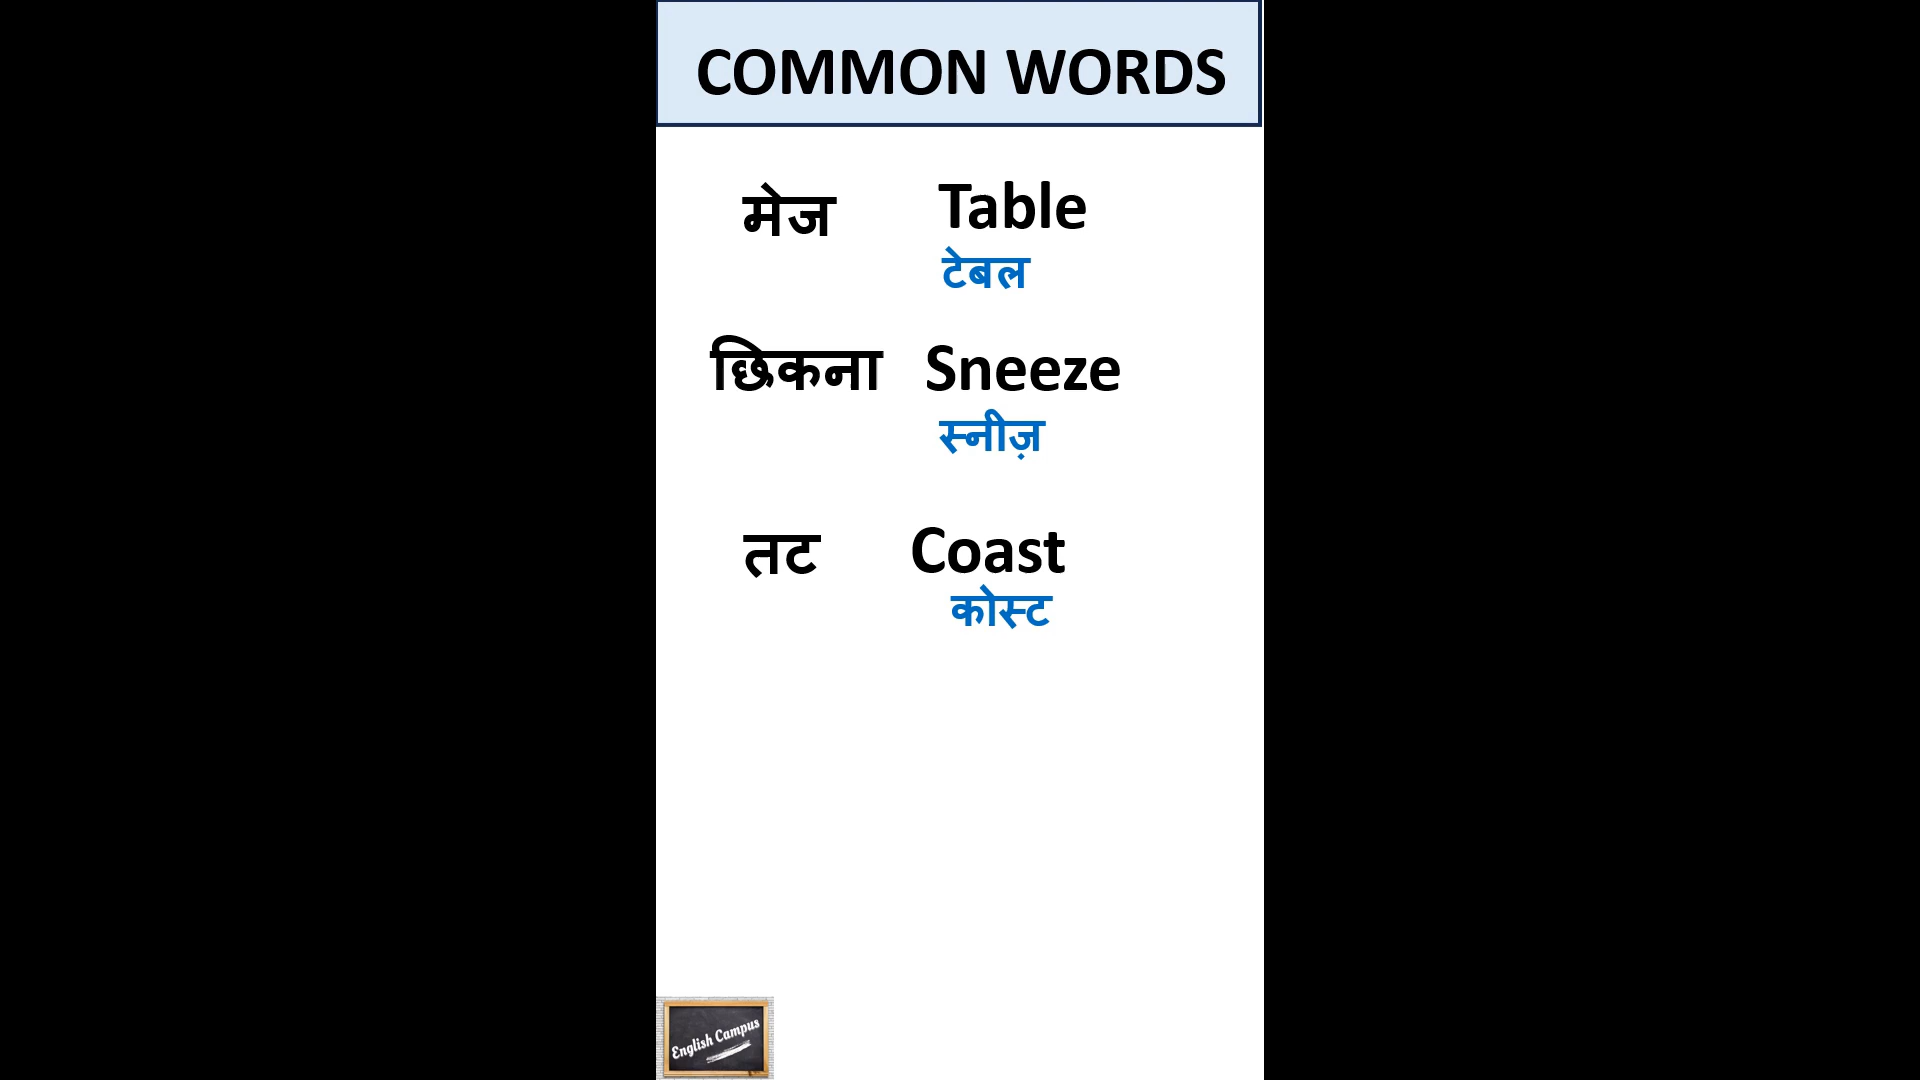 COMMON WORDS
मेज Table
टेबल
छिकना Sneeze
स्नीज़
तट Coast
कोस्ट
English Campus